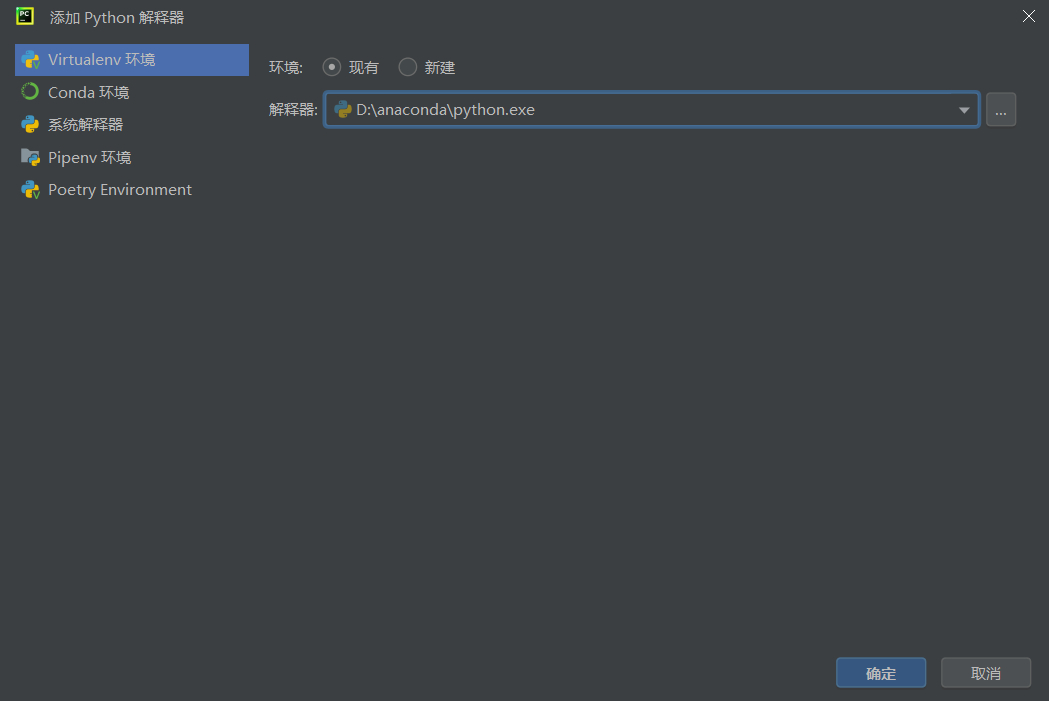 添加 Python 解释器
Virtualenv 环境
Conda 环境
系统解释器
Pipenv 环境
Poetry Environment
环境: 现有 新建
解释器: D:\anaconda\python.exe ...
确定 取消